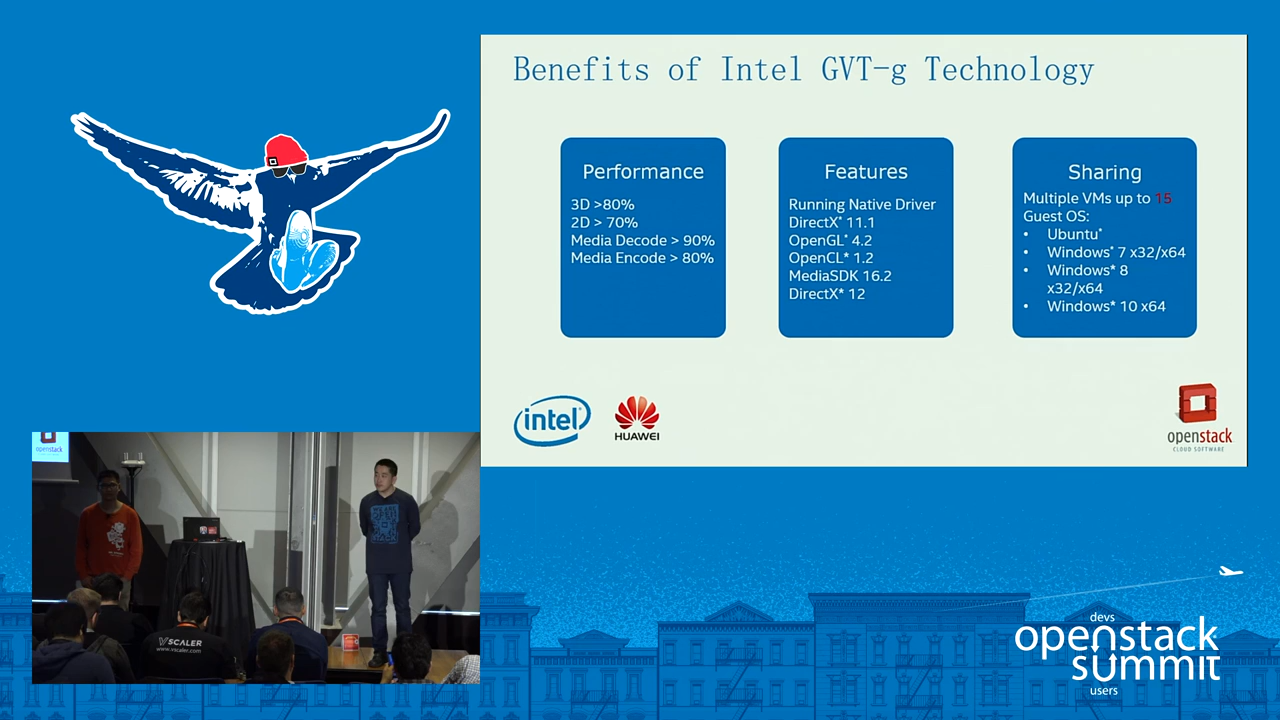 Benefits of Intel GVT-g Technology
Performance
3D >80%
2D > 70%
Media Decode > 90%
Media Encode > 80%
Features
Running Native Driver
DirectX* 11.1
OpenGL* 4.2
OpenCL* 1.2
MediaSDK 16.2
DirectX* 12
Sharing
Multiple VMs up to 15
Guest OS:
• Ubuntu*
• Windows* 7 x32/x64
• Windows* 8
x32/x64
• Windows* 10 x64
intel
HUAWEI
openstack
CLOUD SOFTWARE
openstack
VSCALER
www.vscaler.com
devs
openstack
summit
users